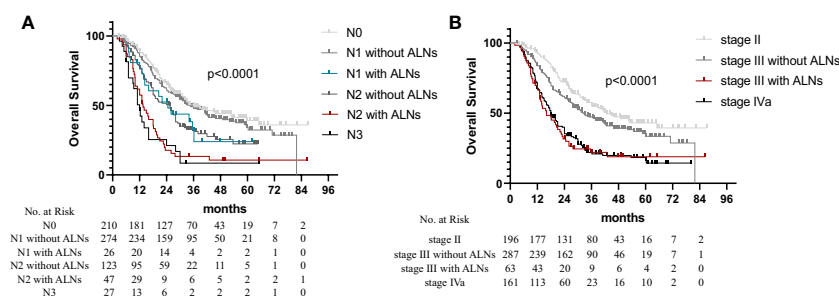 A
Overall Survival
100
50
0
0 12 24 36 48 60 72 84 96
months
p<0.0001
N0
N1 without ALNs
N1 with ALNs
N2 without ALNs
N2 with ALNs
N3
No. at Risk
N0 210 181 127 70 43 19 7 2
N1 without ALNs 274 234 159 95 50 21 8 0
N1 with ALNs 26 20 14 4 2 2 1 0
N2 without ALNs 123 95 59 22 11 5 1 0
N2 with ALNs 47 29 9 6 5 2 2 1
N3 27 13 6 2 2 2 1 0
B
Overall Survival
100
50
0
0 12 24 36 48 60 72 84 96
months
p<0.0001
stage II
stage III without ALNs
stage III with ALNs
stage IVa
No. at Risk
stage II 196 177 131 80 43 16 7 2
stage III without ALNs 287 239 162 90 46 19 7 1
stage III with ALNs 63 43 20 9 6 4 2 0
stage IVa 161 113 60 23 16 10 2 0